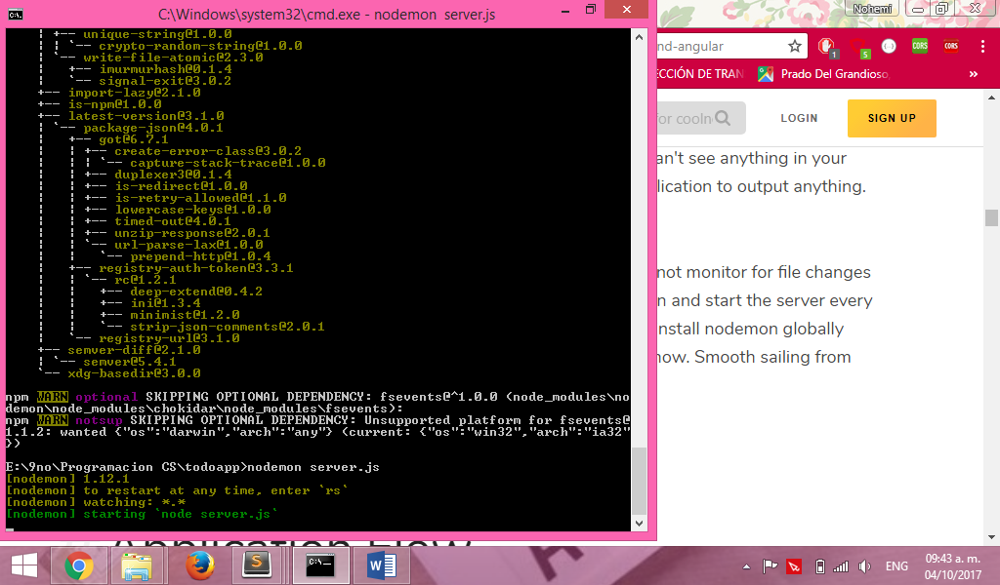 C:\Windows\system32\cmd.exe - nodemon server.js
Nohemi
¦ +-- unique-string@1.0.0
¦ ¦ `-- crypto-random-string@1.0.0
¦ `-- write-file-atomic@2.3.0
¦ +-- imurmurhash@0.1.4
¦ `-- signal-exit@3.0.2
+-- import-lazy@2.1.0
+-- is-npm@1.0.0
+-- latest-version@3.1.0
¦ `-- package-json@4.0.1
¦ +-- got@6.7.1
¦ ¦ +-- create-error-class@3.0.2
¦ ¦ ¦ `-- capture-stack-trace@1.0.0
¦ ¦ +-- duplexer3@0.1.4
¦ ¦ +-- is-redirect@1.0.0
¦ ¦ +-- is-retry-allowed@1.1.0
¦ ¦ +-- lowercase-keys@1.0.0
¦ ¦ +-- timed-out@4.0.1
¦ ¦ +-- unzip-response@2.0.1
¦ ¦ `-- url-parse-lax@1.0.0
¦ ¦ `-- prepend-http@1.0.4
¦ +-- registry-auth-token@3.3.1
¦ ¦ `-- rc@1.2.1
¦ ¦ +-- deep-extend@0.4.2
¦ ¦ +-- ini@1.3.4
¦ ¦ +-- minimist@1.2.0
¦ ¦ `-- strip-json-comments@2.0.1
¦ `-- registry-url@3.1.0
+-- semver-diff@2.1.0
¦ `-- semver@5.4.1
`-- xdg-basedir@3.0.0
npm WARN optional SKIPPING OPTIONAL DEPENDENCY: fsevents@^1.0.0 (node_modules\no
demon\node_modules\chokidar\node_modules\fsevents):
npm WARN notsup SKIPPING OPTIONAL DEPENDENCY: Unsupported platform for fsevents@
1.1.2: wanted {"os":"darwin","arch":"any"} (current: {"os":"win32","arch":"ia32"
})
E:\9no\Programacion CS\todoapp>nodemon server.js
[nodemon] 1.12.1
[nodemon] to restart at any time, enter `rs`
[nodemon] watching: *.*
[nodemon] starting `node server.js`
nd-angular
1
5
CORS
CORS
ECCIÓN DE TRAN
Prado Del Grandioso,
»
for cooln
LOGIN
SIGN UP
an't see anything in your
lication to output anything.
not monitor for file changes
n and start the server every
nstall nodemon globally
now. Smooth sailing from
Application Flow
ENG
09:43 a. m.
04/10/2017